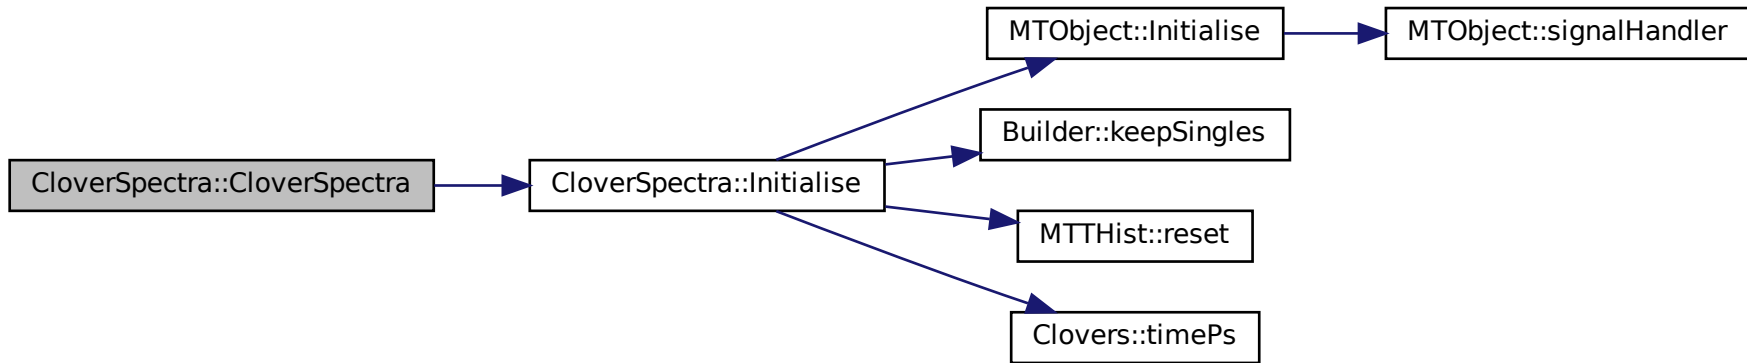 CloverSpectra::CloverSpectra
CloverSpectra::Initialise
MTObject::Initialise
MTObject::signalHandler
Builder::keepSingles
MTTHist::reset
Clovers::timePs